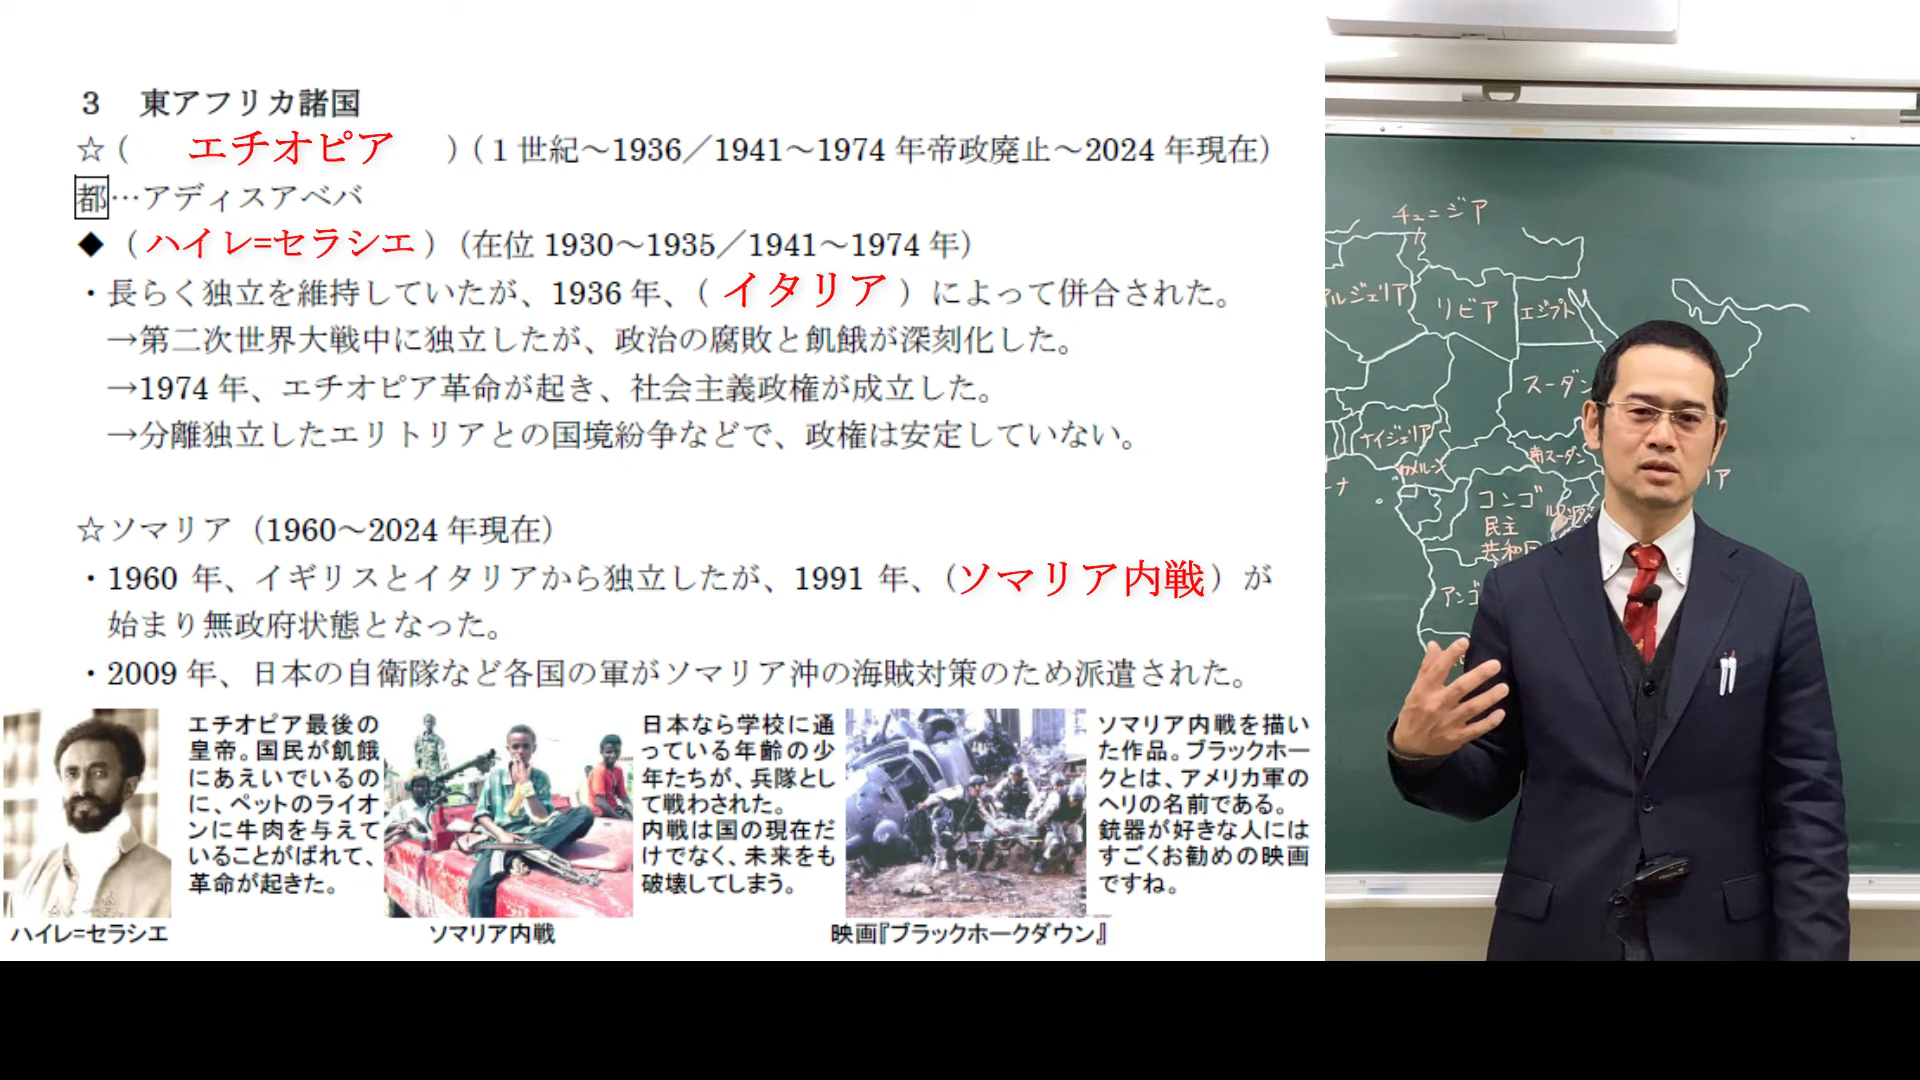 ３　東アフリカ諸国
☆（　エチオピア　）（１世紀～1936／1941～1974年帝政廃止～2024年現在）
都…アディスアベバ
◆（ハイレ=セラシエ）（在位1930～1935／1941～1974年）
・長らく独立を維持していたが、1936年、（イタリア）によって併合された。
→第二次世界大戦中に独立したが、政治の腐敗と飢餓が深刻化した。
→1974年、エチオピア革命が起き、社会主義政権が成立した。
→分離独立したエリトリアとの国境紛争などで、政権は安定していない。
☆ソマリア（1960～2024年現在）
・1960年、イギリスとイタリアから独立したが、1991年、（ソマリア内戦）が
始まり無政府状態となった。
・2009年、日本の自衛隊など各国の軍がソマリア沖の海賊対策のため派遣された。
エチオピア最後の
皇帝。国民が飢餓
にあえいでいるの
に、ペットのライオ
ンに牛肉を与えて
いることがばれて、
革命が起きた。
ハイレ=セラシエ
日本なら学校に通
っている年齢の少
年たちが、兵隊とし
て戦わされた。
内戦は国の現在だ
けでなく、未来をも
破壊してしまう。
ソマリア内戦
ソマリア内戦を描い
た作品。ブラックホー
クとは、アメリカ軍の
ヘリの名前である。
銃器が好きな人には
すごくお勧めの映画
ですね。
映画『ブラックホークダウン』
チュニジア
アルジェリア
リビア
エジプト
スーダン
ナイジェリア
カメルーン
南スーダン
コンゴ
民主
共和国
アンゴ
リア